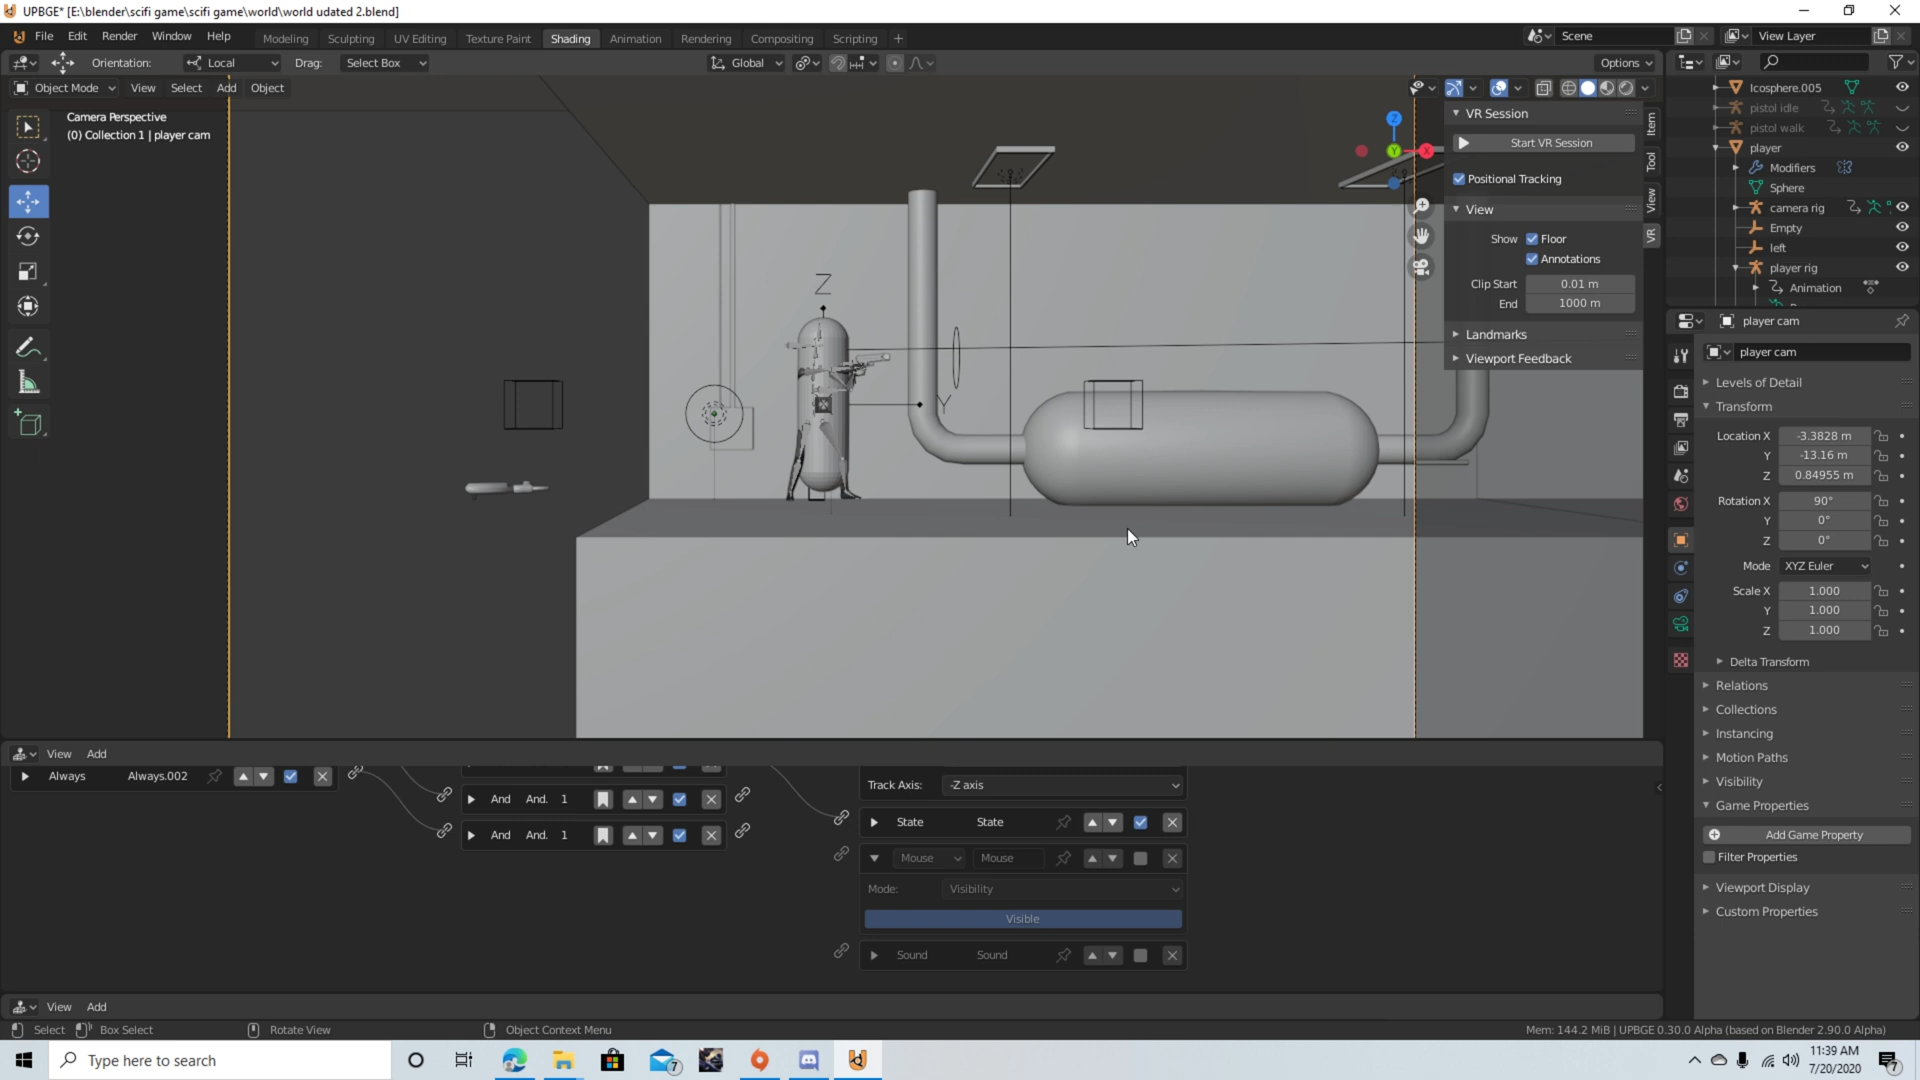 UPBGE* [E:\blender\scifi game\scifi game\world\world udated 2.blend]
File Edit Render Window Help Modeling Sculpting UV Editing Texture Paint Shading Animation Rendering Compositing Scripting + Scene View Layer
Orientation: Local Drag: Select Box Global Options
Object Mode View Select Add Object
Camera Perspective
(0) Collection 1 | player cam
Z
Y
Z
Y
X
VR Session
Start VR Session
Positional Tracking
View
Show Floor
Annotations
Clip Start 0.01 m
End 1000 m
Landmarks
Viewport Feedback
Item
Tool
View
VR
Icosphere.005
pistol idle
pistol walk
player
Modifiers
Sphere
camera rig
Empty
left
player rig
Animation
player cam
player cam
Levels of Detail
Transform
Location X -3.3828 m
Y -13.16 m
Z 0.84955 m
Rotation X 90°
Y 0°
Z 0°
Mode XYZ Euler
Scale X 1.000
Y 1.000
Z 1.000
Delta Transform
Relations
Collections
Instancing
Motion Paths
Visibility
Game Properties
Add Game Property
Filter Properties
Viewport Display
Custom Properties
View Add
Always Always.002
And And. 1
And And. 1
Track Axis: -Z axis
State State
Mouse Mouse
Mode: Visibility
Visible
Sound Sound
View Add
Select Box Select Rotate View Object Context Menu Mem: 144.2 MiB | UPBGE 0.30.0 Alpha (based on Blender 2.90.0 Alpha)
Type here to search
7
11:39 AM
7/20/2020
7